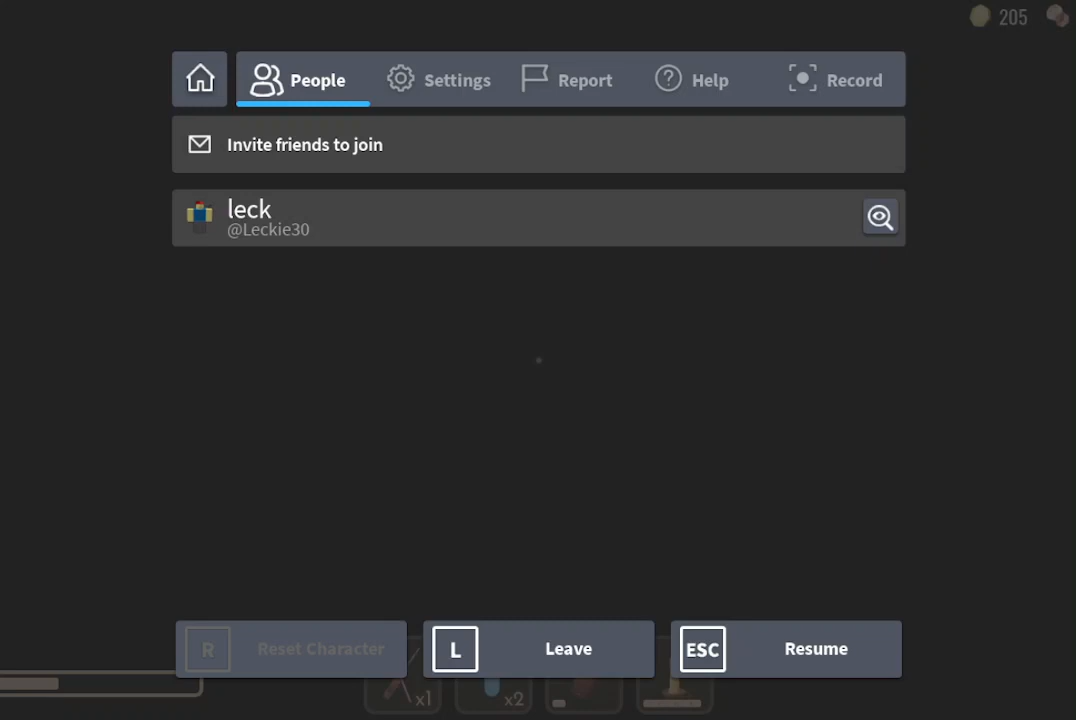 205
People
Settings
Report
Help
Record
Invite friends to join
leck
@Leckie30
R Reset Character
L Leave
ESC Resume
x1
x2